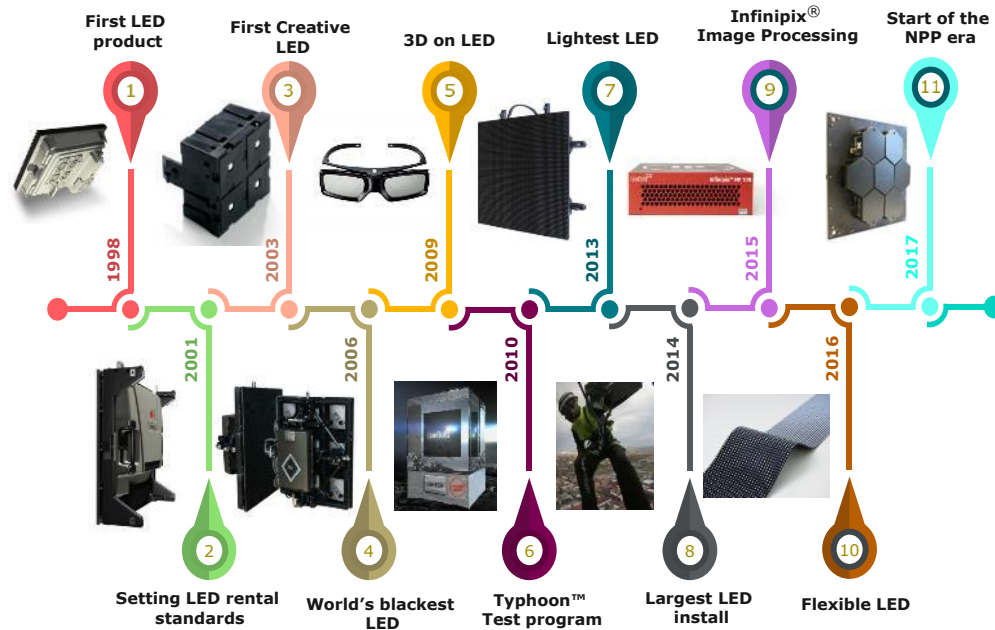 First LED
product
First Creative
LED
3D on LED
Lightest LED
Infinipix®
Image Processing
Start of the
NPP era
1
3
5
7
9
11
1998
2003
2009
2013
2015
2017
2001
2006
2010
2014
2016
2
4
6
8
10
Setting LED rental
standards
World's blackest
LED
Typhoon™
Test program
Largest LED
install
Flexible LED